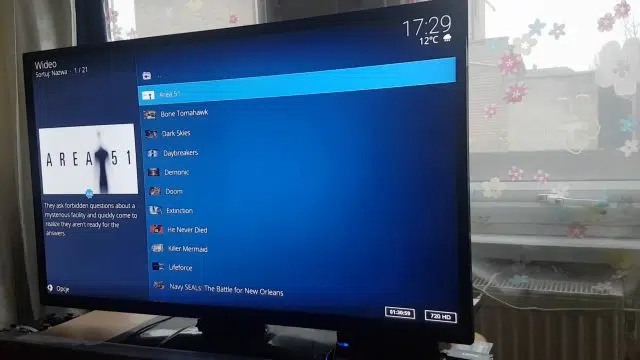 17:29
12°C
Wideo
Sortuj: Nazwa · 1 / 21
..
Area 51
Bone Tomahawk
Dark Skies
Daybreakers
Demonic
Doom
Extinction
He Never Died
Killer Mermaid
Lifeforce
Navy SEALs: The Battle for New Orleans
AREA 51
They ask forbidden questions about a
mysterious facility and quickly come to
realize they aren't ready for the
answers.
Opcje
01:30:59
720 HD